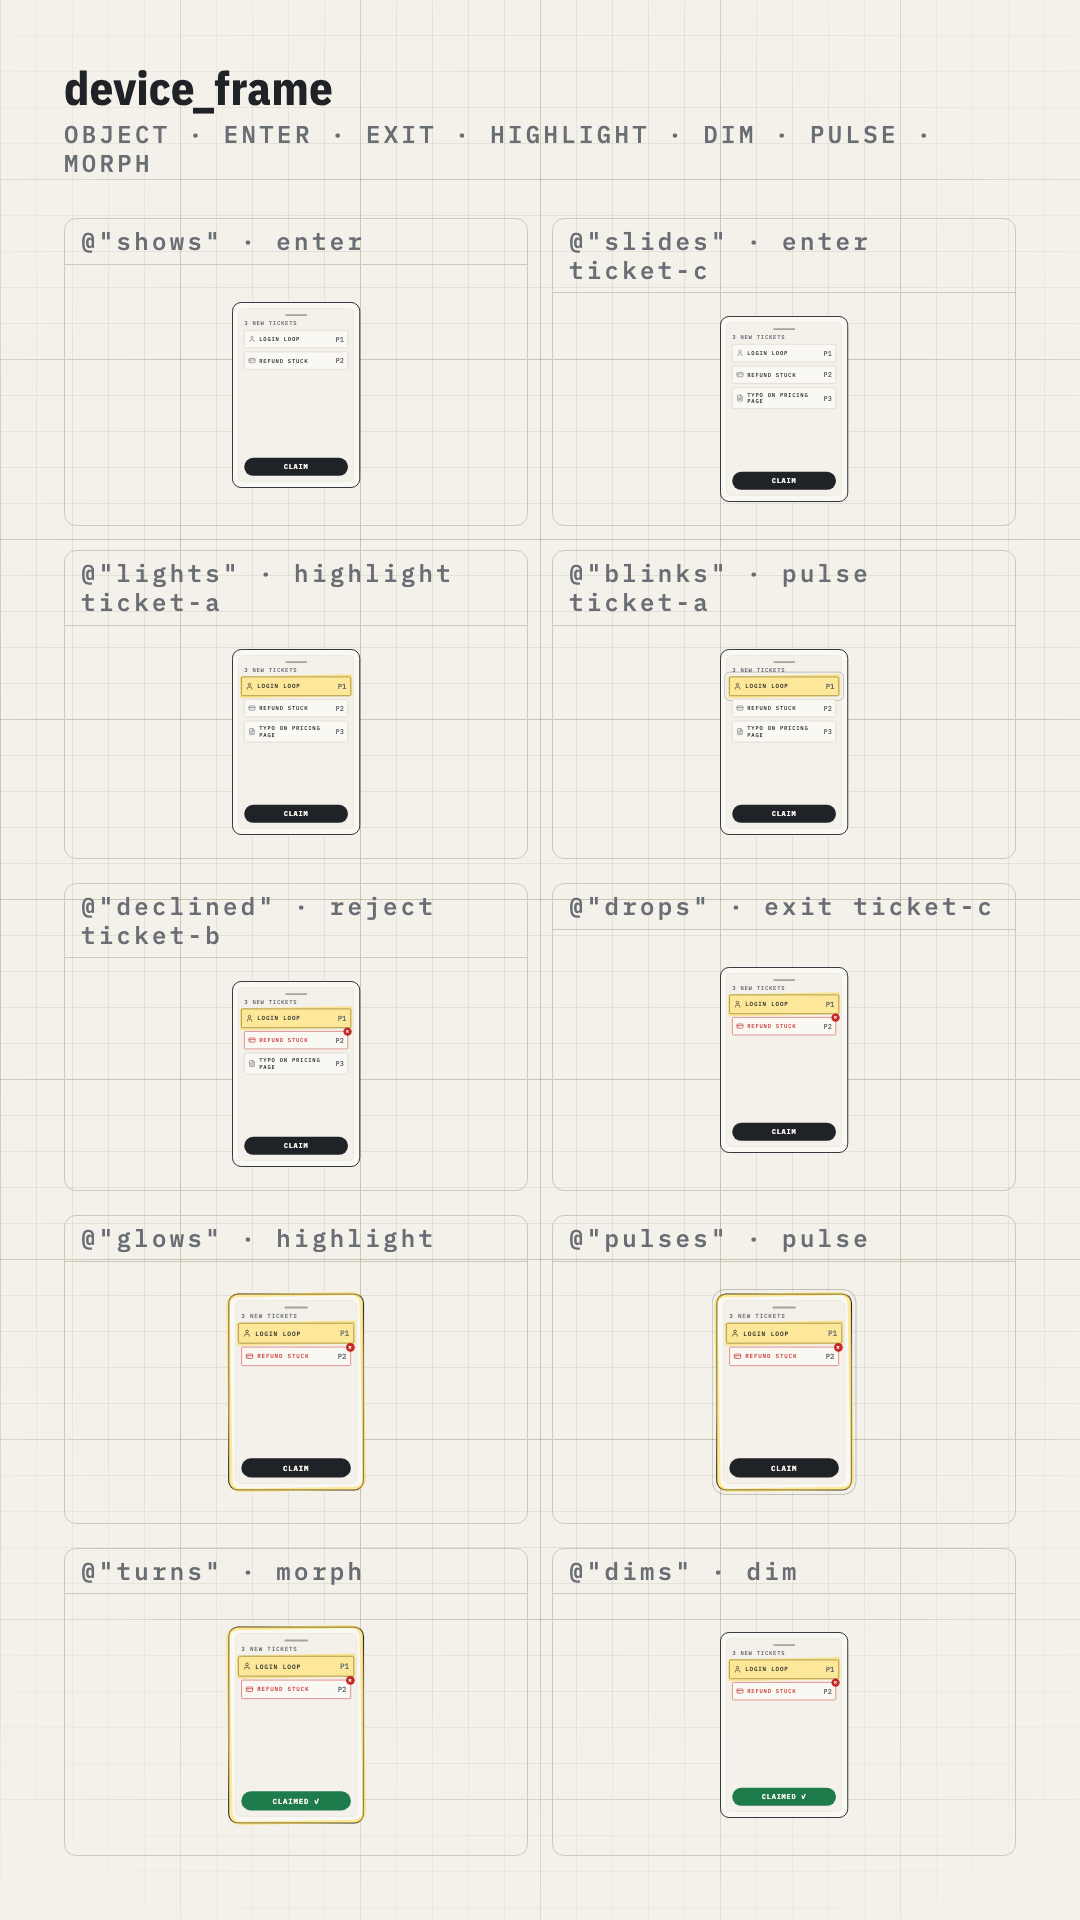 device_frame
OBJECT · ENTER · EXIT · HIGHLIGHT · DIM · PULSE ·
MORPH
@"shows" · enter
3 NEW TICKETS
LOGIN LOOP P1
REFUND STUCK P2
CLAIM
@"slides" · enter
ticket-c
3 NEW TICKETS
LOGIN LOOP P1
REFUND STUCK P2
TYPO ON PRICING
PAGE P3
CLAIM
@"lights" · highlight
ticket-a
3 NEW TICKETS
LOGIN LOOP P1
REFUND STUCK P2
TYPO ON PRICING
PAGE P3
CLAIM
@"blinks" · pulse
ticket-a
3 NEW TICKETS
LOGIN LOOP P1
REFUND STUCK P2
TYPO ON PRICING
PAGE P3
CLAIM
@"declined" · reject
ticket-b
3 NEW TICKETS
LOGIN LOOP P1
REFUND STUCK P2
TYPO ON PRICING
PAGE P3
CLAIM
@"drops" · exit ticket-c
3 NEW TICKETS
LOGIN LOOP P1
REFUND STUCK P2
CLAIM
@"glows" · highlight
3 NEW TICKETS
LOGIN LOOP P1
REFUND STUCK P2
CLAIM
@"pulses" · pulse
3 NEW TICKETS
LOGIN LOOP P1
REFUND STUCK P2
CLAIM
@"turns" · morph
3 NEW TICKETS
LOGIN LOOP P1
REFUND STUCK P2
CLAIMED ✓
@"dims" · dim
3 NEW TICKETS
LOGIN LOOP P1
REFUND STUCK P2
CLAIMED ✓